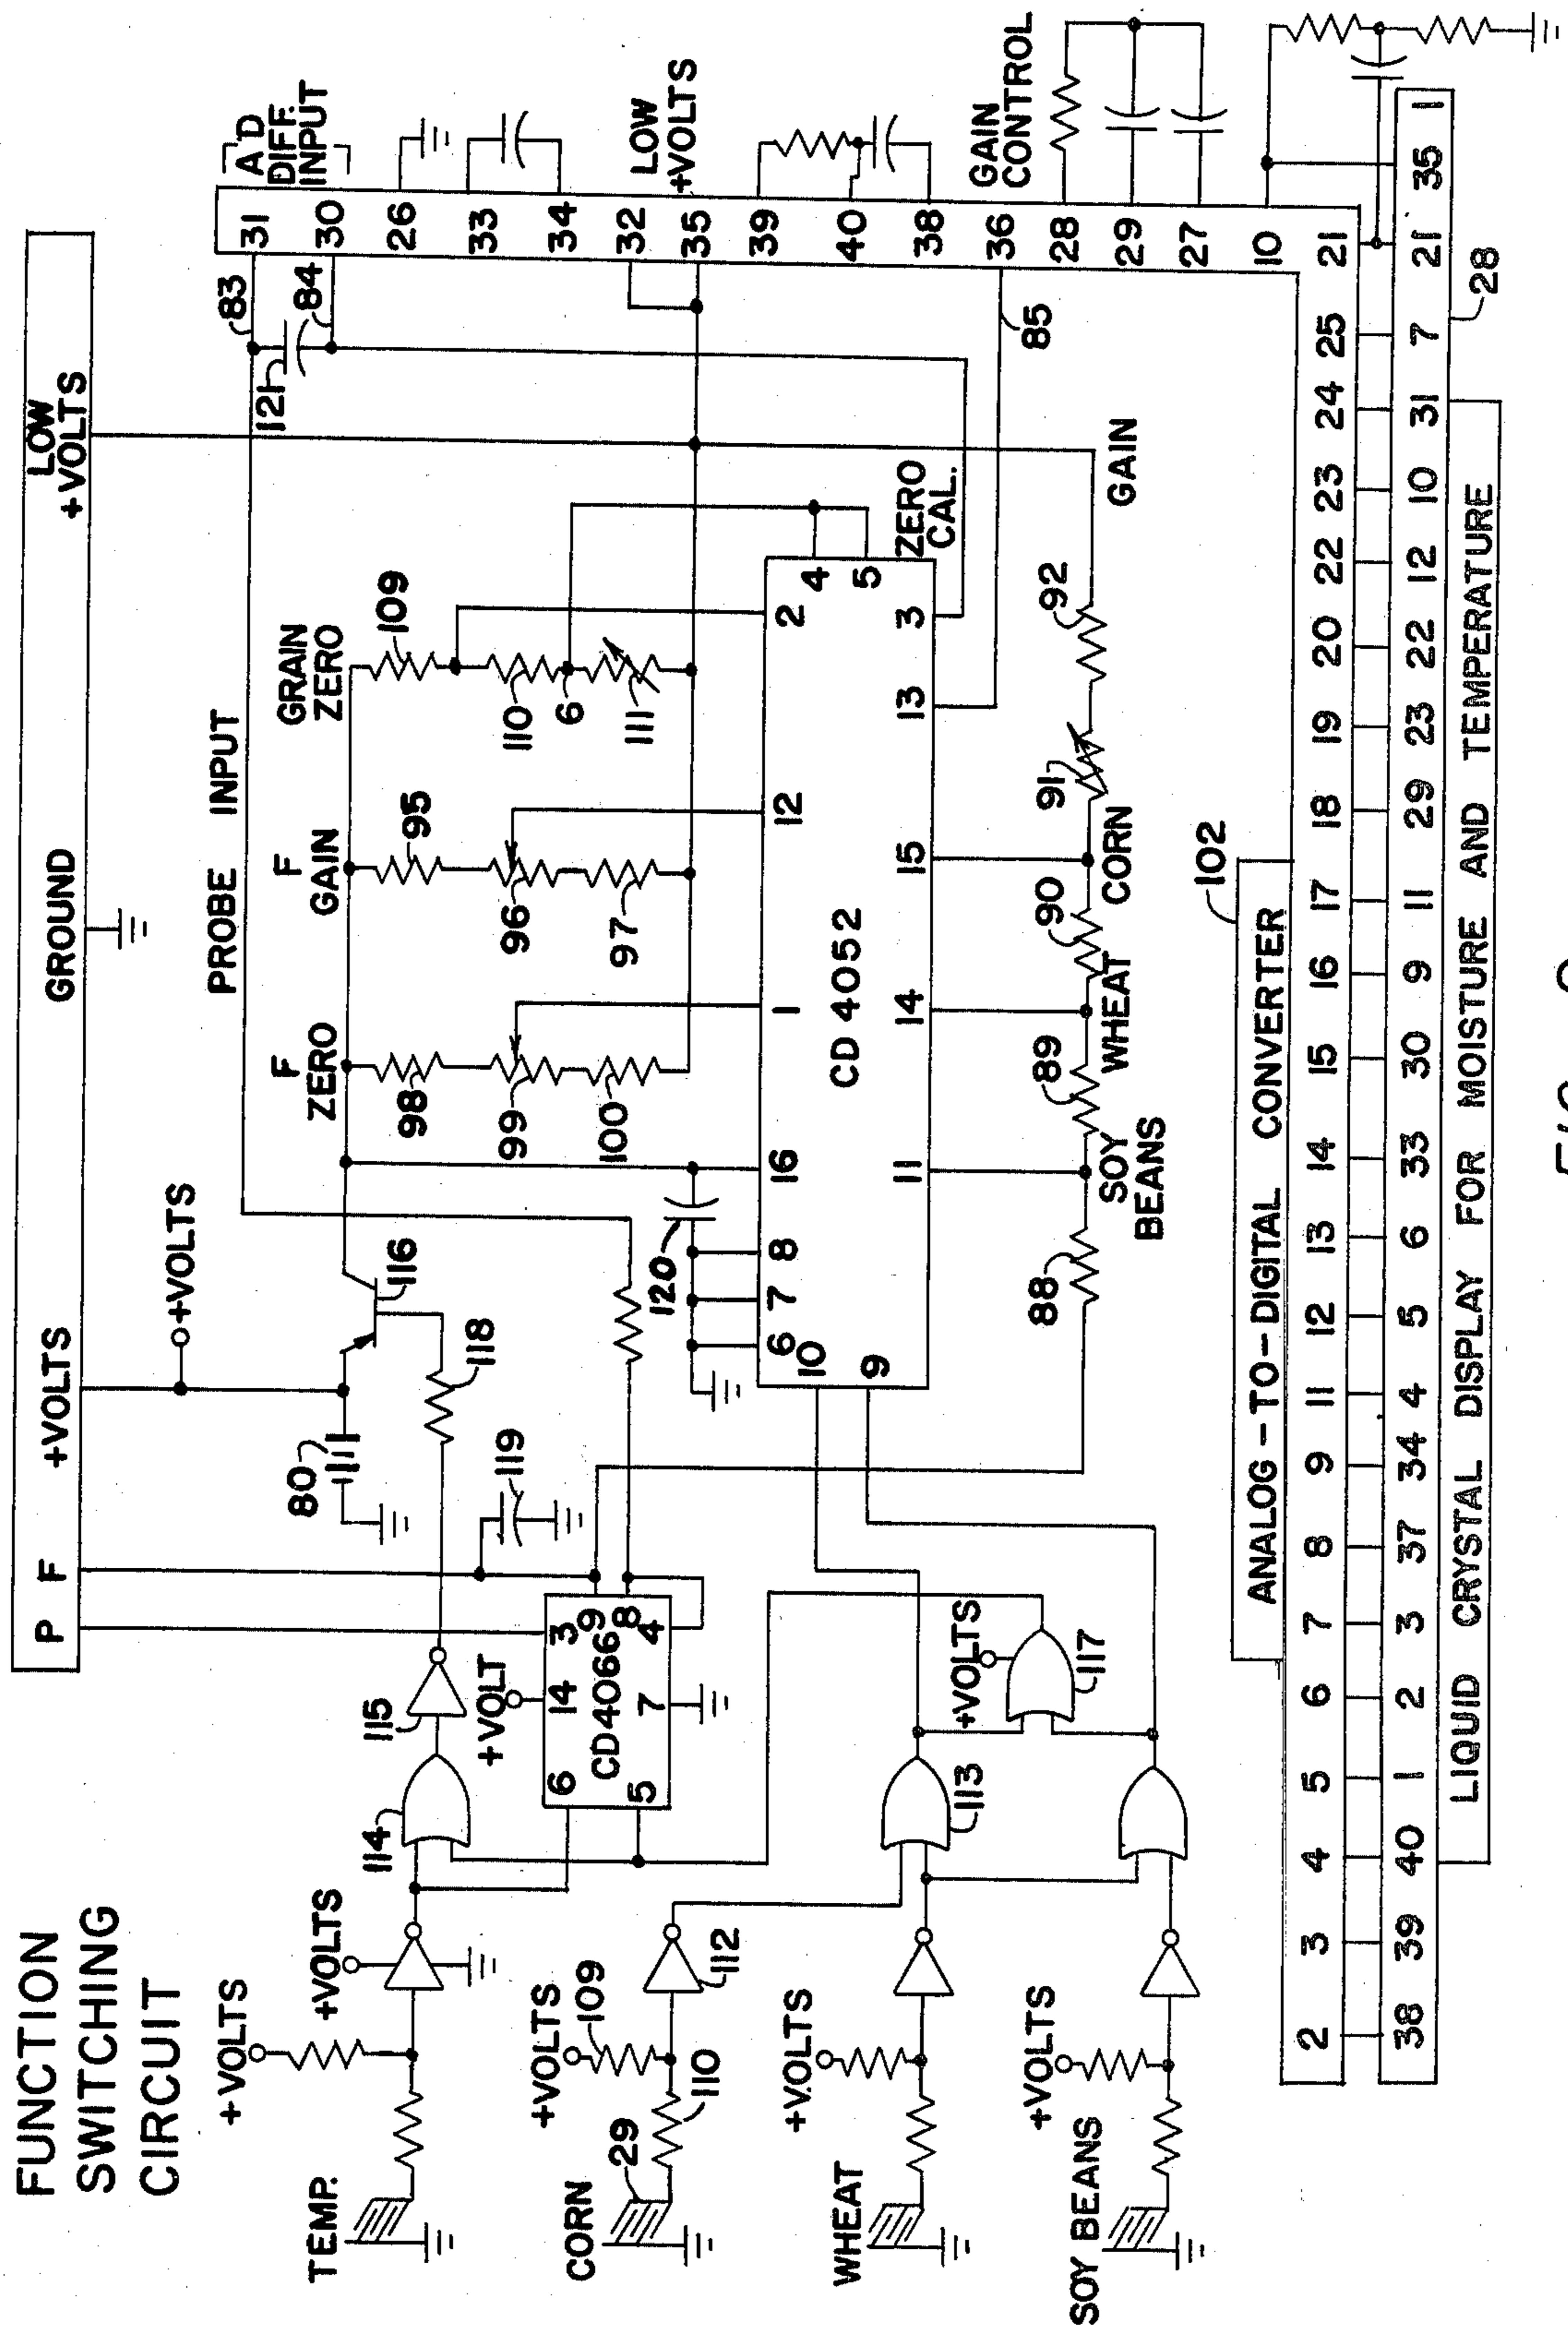 FUNCTION
SWITCHING
CIRCUIT
P F +VOLTS GROUND LOW
+VOLTS
+VOLTS
TEMP.
+VOLTS
114
115
80
118
116
119
+VOLTS
PROBE INPUT
83
84
121
31
30
26
33
34
32
35
39
40
38
36
28
29
27
10
21
A D
DIFF.
INPUT
LOW
+VOLTS
GAIN
CONTROL
F
ZERO
98
99
100
F
GAIN
95
96
97
GRAIN
ZERO
109
110
6
111
+VOLT
14
3
9
8
4
CD4066
6
5
7
120
6 7 8 16 1 12 2
10
9
CD 4052
4
5
11 14 15 13 3
ZERO
CAL.
85
CORN
29
+VOLTS
109
110
112
113
+VOLTS
117
WHEAT
+VOLTS
SOY BEANS
+VOLTS
88
SOY
BEANS
89
WHEAT
90
CORN
91
92
GAIN
102
ANALOG-TO-DIGITAL CONVERTER
2 3 4 5 6 7 8 9 11 12 13 14 15 16 17 18 19 20 22 23 24 25
38 39 40 1 2 3 37 34 4 5 6 33 30 9 11 29 23 22 12 10 31 7 21 35 1
28
LIQUID CRYSTAL DISPLAY FOR MOISTURE AND TEMPERATURE